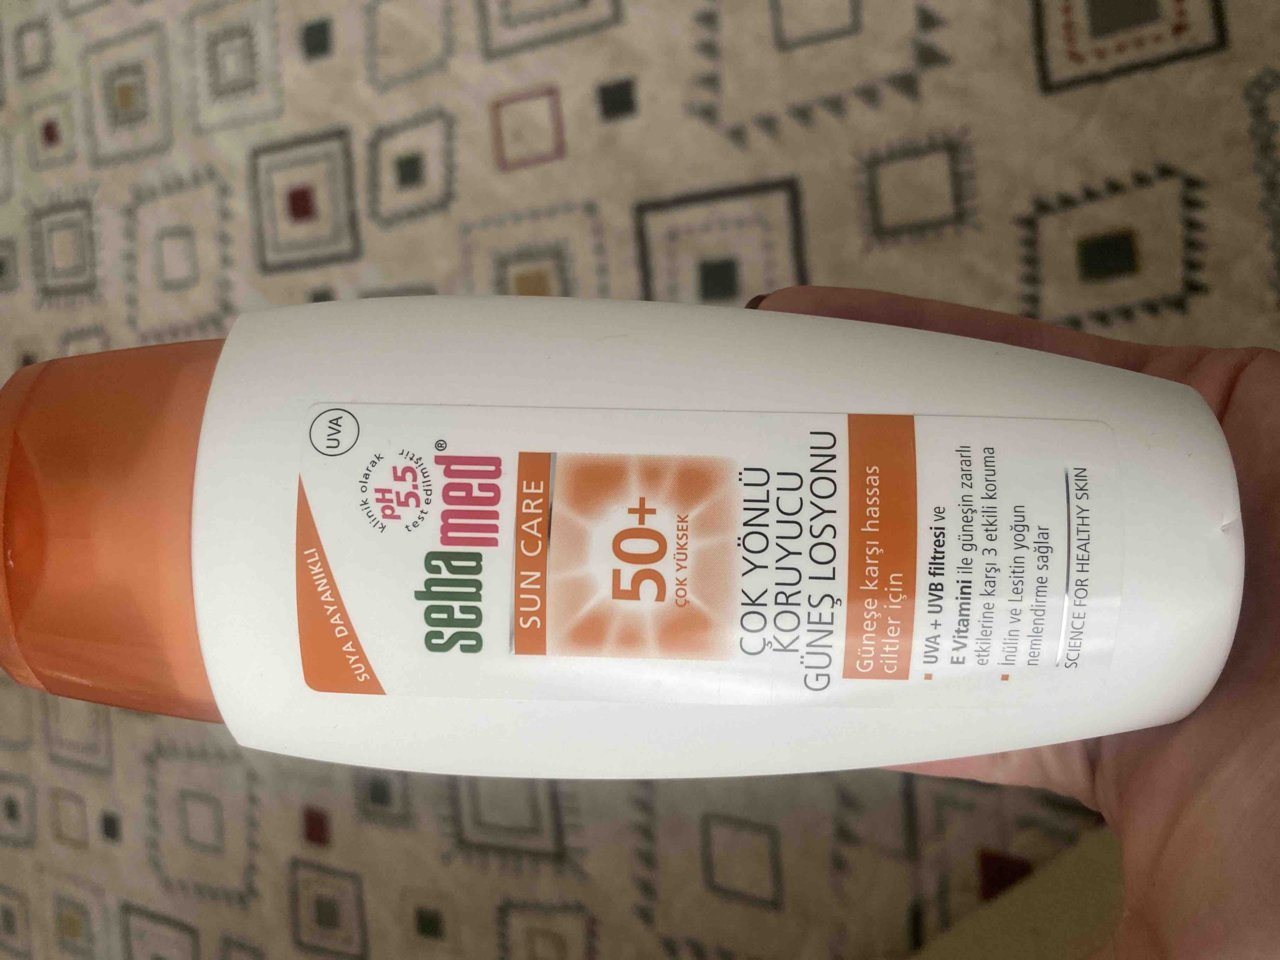 UVA
SUYA DAYANIKLI
klinik olarak
pH
5.5
test edilmiştir
sebamed®
SUN CARE
50+
ÇOK YÜKSEK
ÇOK YÖNLÜ
KORUYUCU
GÜNEŞ LOSYONU
Güneşe karşı hassas
ciltler için
▪ UVA + UVB filtresi ve
E Vitamini ile güneşin zararlı
etkilerine karşı 3 etkili koruma
▪ İnülin ve Lesitin yoğun
nemlendirme sağlar
SCIENCE FOR HEALTHY SKIN